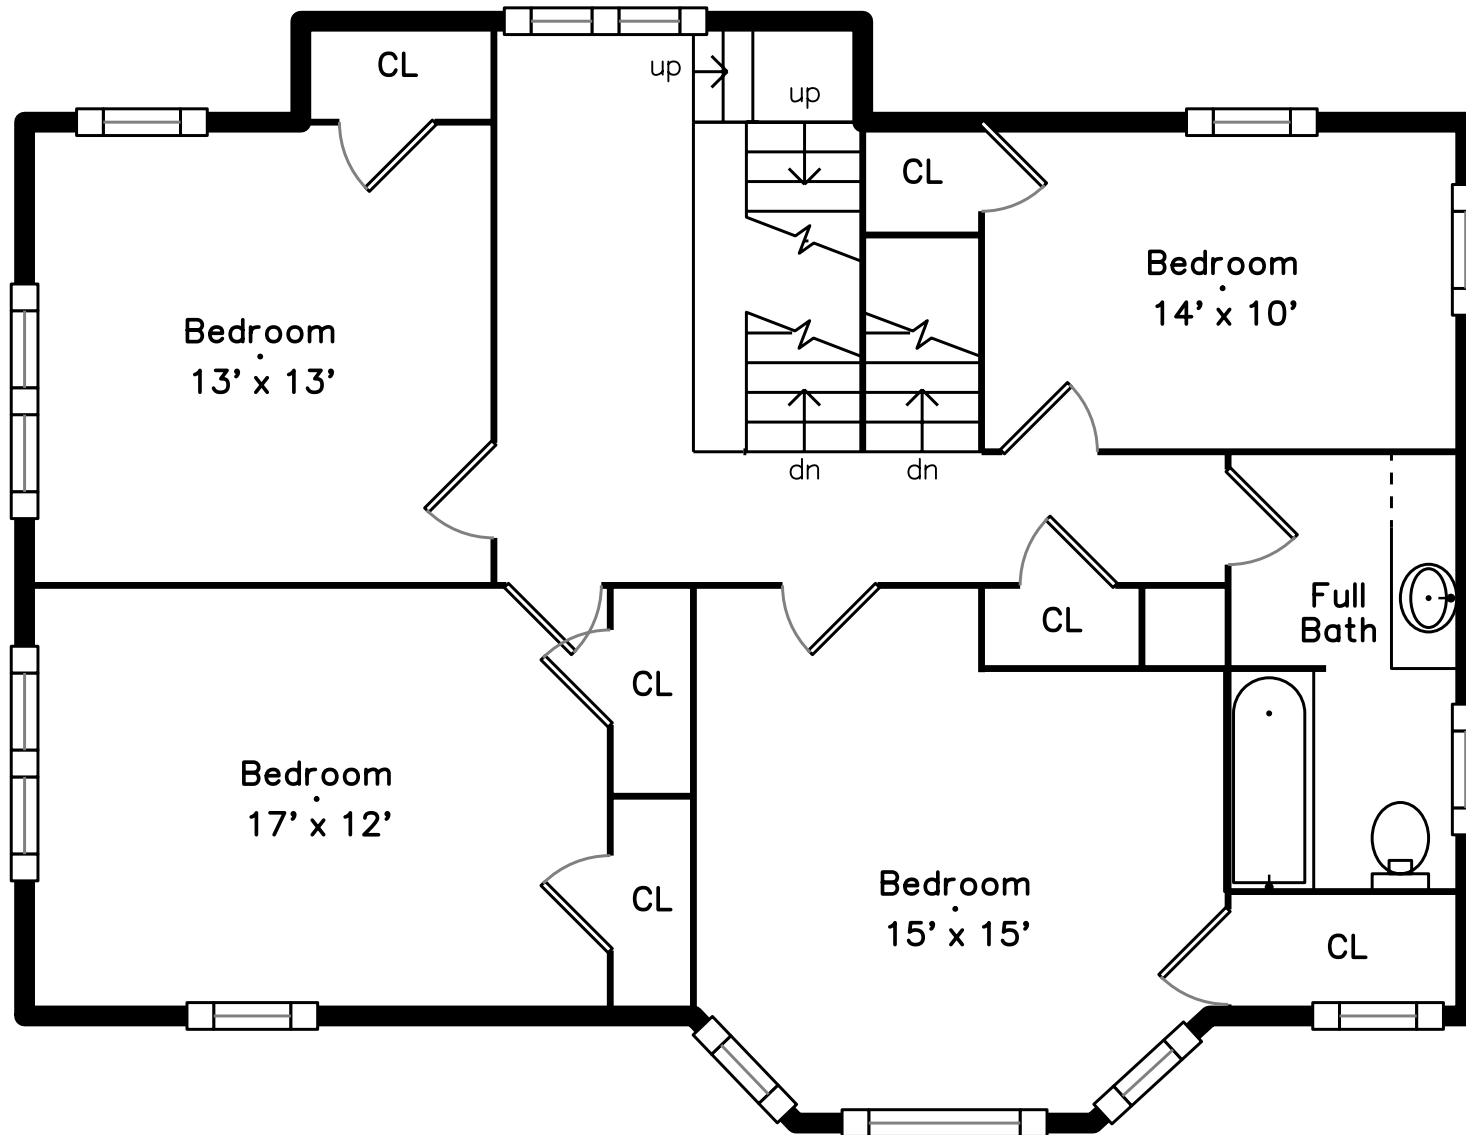 CL
up
up
CL
Bedroom
14' x 10'
Bedroom
13' x 13'
dn
dn
Full
Bath
CL
CL
Bedroom
17' x 12'
Bedroom
15' x 15'
CL
CL